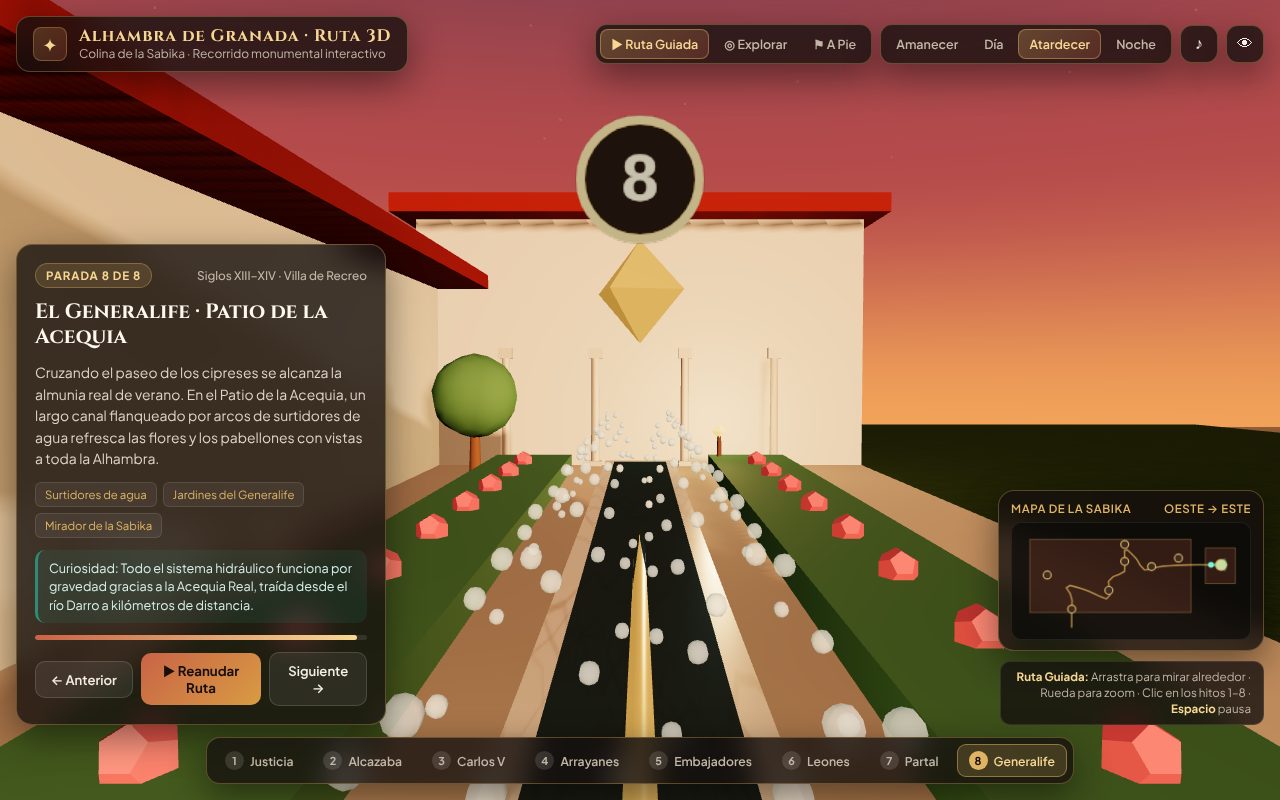 ✦
Alhambra de Granada · Ruta 3D
Colina de la Sabika · Recorrido monumental interactivo
▶ Ruta Guiada
◎ Explorar
⚑ A Pie
Amanecer
Día
Atardecer
Noche
♪
8
PARADA 8 DE 8
Siglos XIII–XIV · Villa de Recreo
El Generalife · Patio de la
Acequia
Cruzando el paseo de los cipreses se alcanza la
almunia real de verano. En el Patio de la Acequia, un
largo canal flanqueado por arcos de surtidores de
agua refresca las flores y los pabellones con vistas
a toda la Alhambra.
Surtidores de agua
Jardines del Generalife
Mirador de la Sabika
Curiosidad: Todo el sistema hidráulico funciona por
gravedad gracias a la Acequia Real, traída desde el
río Darro a kilómetros de distancia.
← Anterior
▶ Reanudar
Ruta
Siguiente
→
MAPA DE LA SABIKA
OESTE → ESTE
Ruta Guiada: Arrastra para mirar alrededor ·
Rueda para zoom · Clic en los hitos 1–8 ·
Espacio pausa
1 Justicia
2 Alcazaba
3 Carlos V
4 Arrayanes
5 Embajadores
6 Leones
7 Partal
8 Generalife